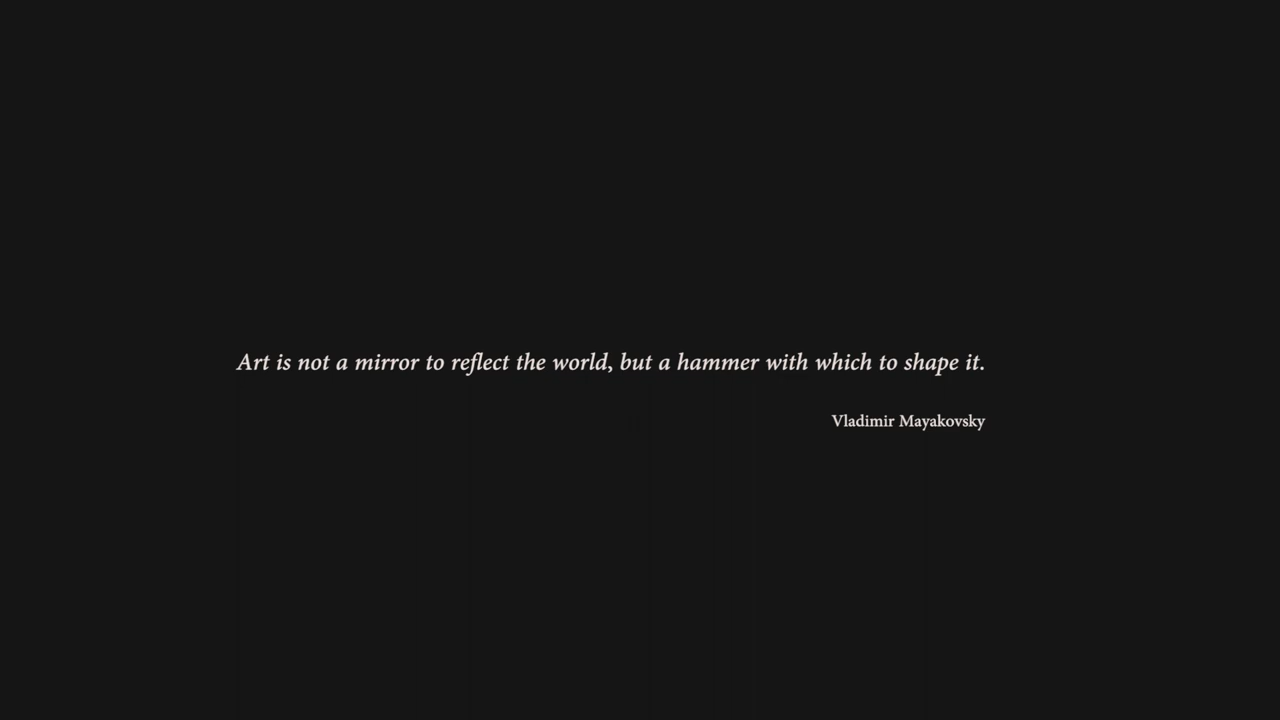 Art is not a mirror to reflect the world, but a hammer with which to shape it.
Vladimir Mayakovsky